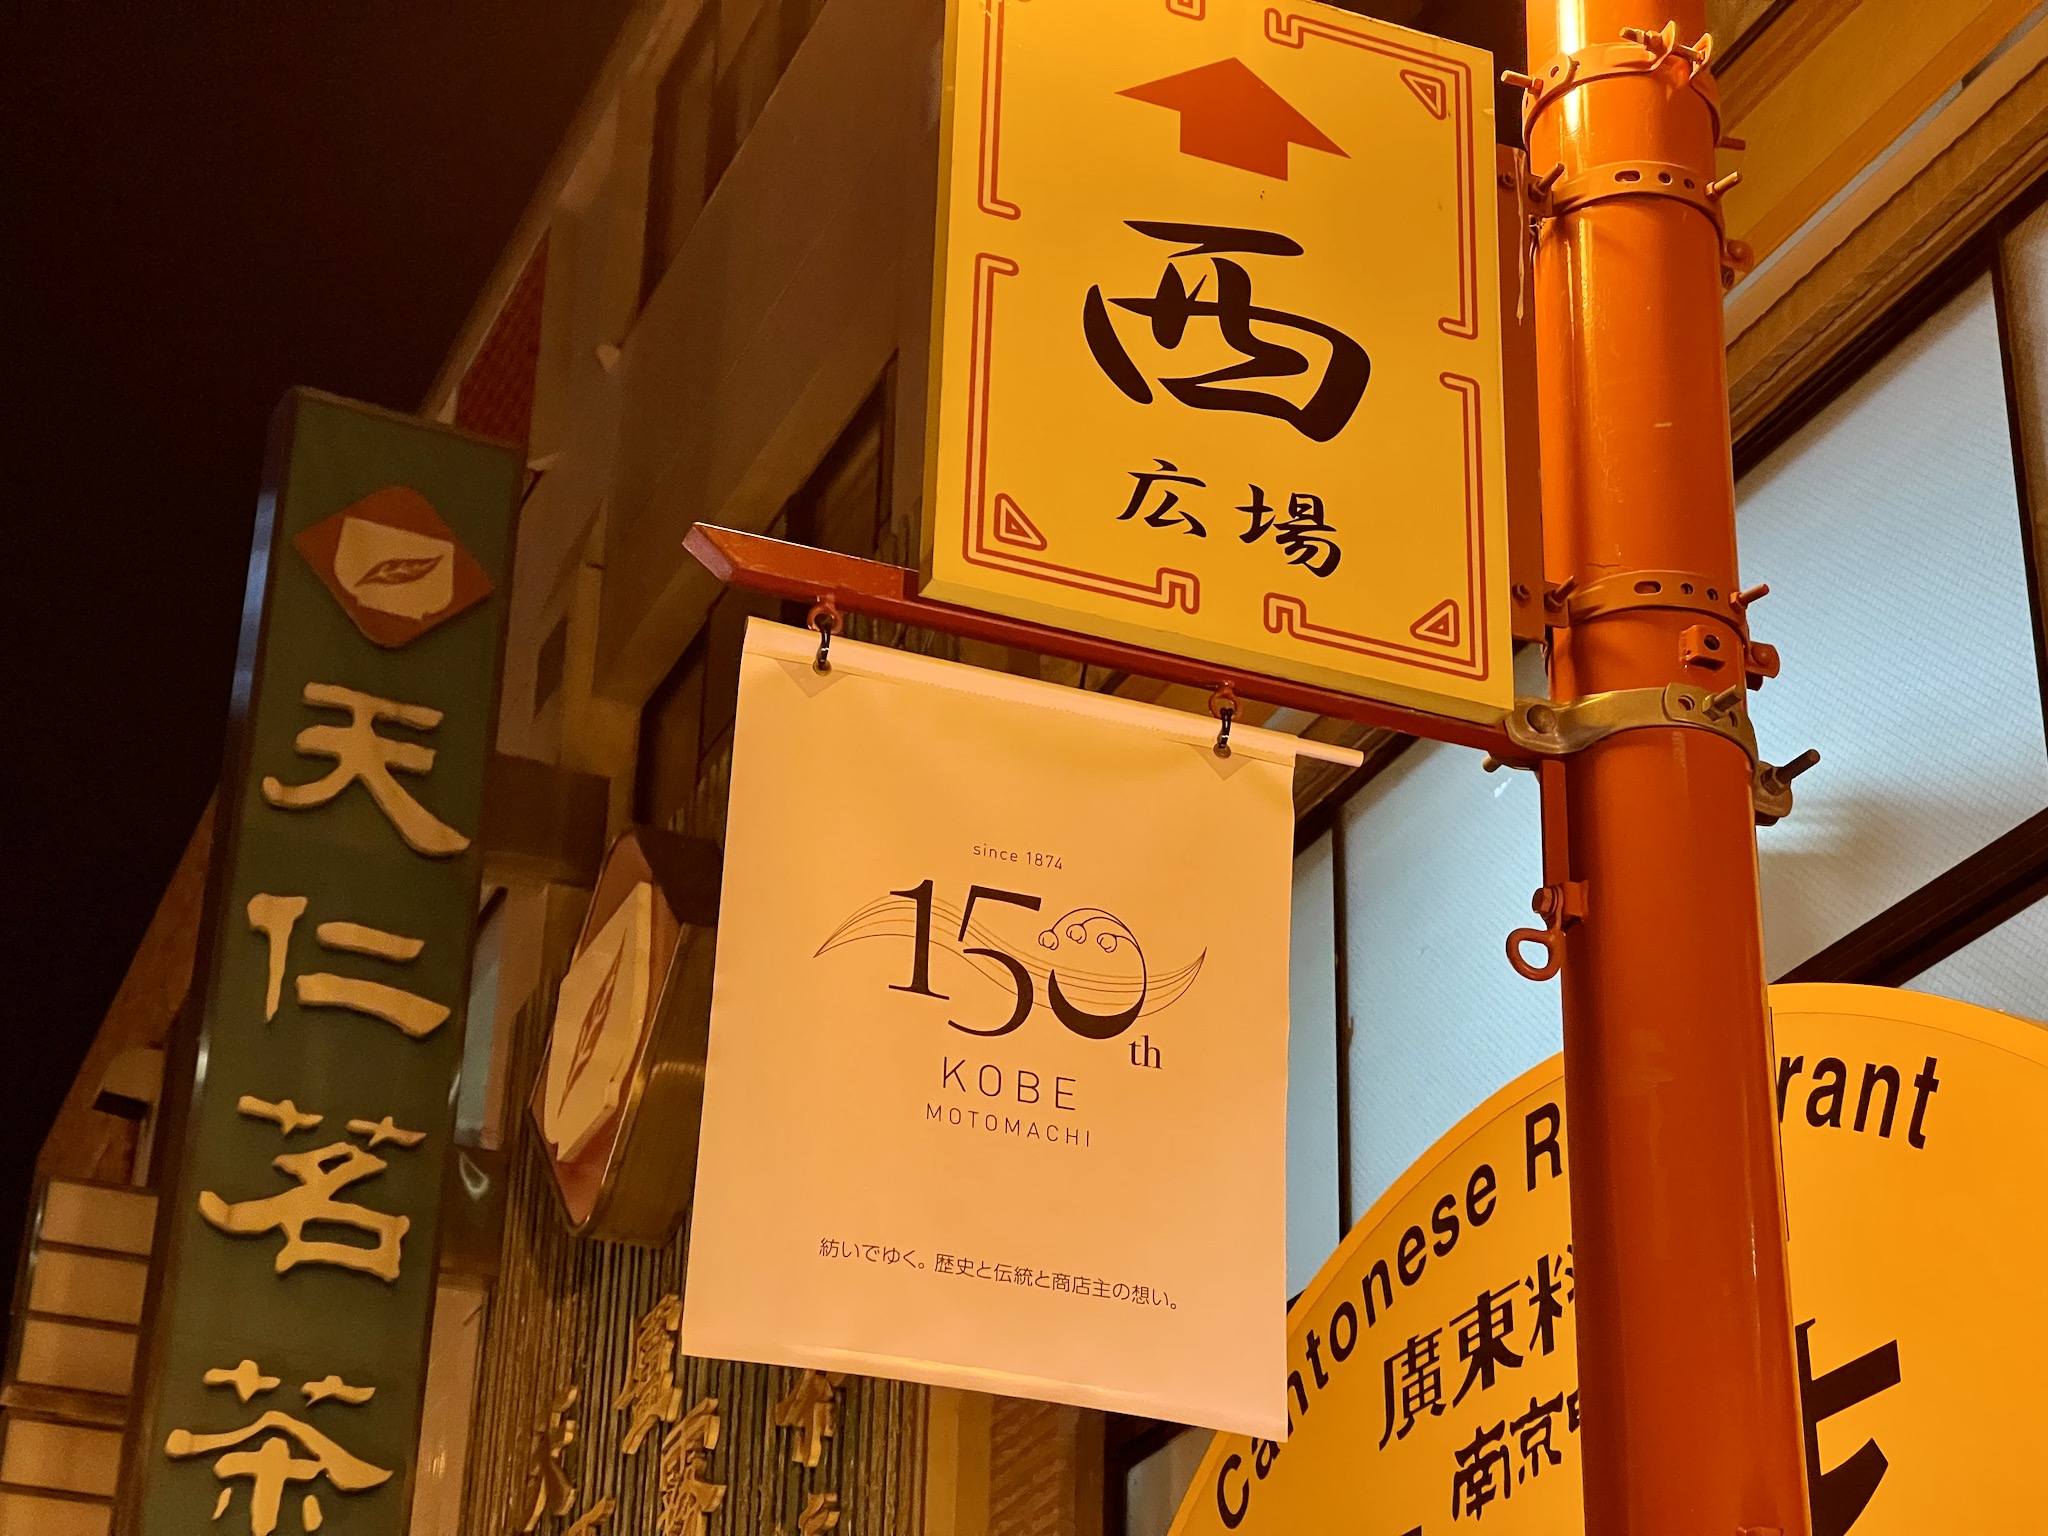 西
広場
天仁茗茶
since 1874
150th
KOBE
MOTOMACHI
紡いでゆく。歴史と伝統と商店主の想い。
Cantonese R
rant
廣東料
南京